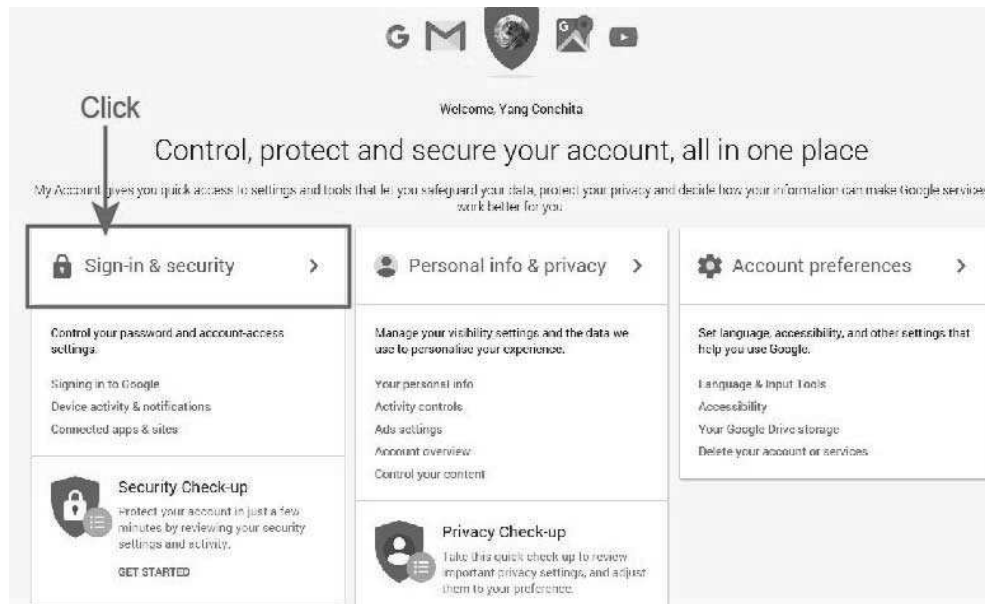 Click
Welcome, Yang Conchita
Control, protect and secure your account, all in one place
My Account gives you quick access to settings and tools that let you safeguard your data, protect your privacy and decide how your information can make Google services
work better for you
Sign-in & security
Control your password and account-access
settings.
Signing in to Google
Device activity & notifications
Connected apps & sites
Security Check-up
Protect your account in just a few
minutes by reviewing your security
settings and activity.
GET STARTED
Personal info & privacy
Manage your visibility settings and the data we
use to personalise your experience.
Your personal info
Activity controls
Ads settings
Account overview
Control your content
Privacy Check-up
Take this quick check up to review
important privacy settings, and adjust
them to your preference.
Account preferences
Set language, accessibility, and other settings that
help you use Google.
Language & Input Tools
Accessibility
Your Google Drive storage
Delete your account or services